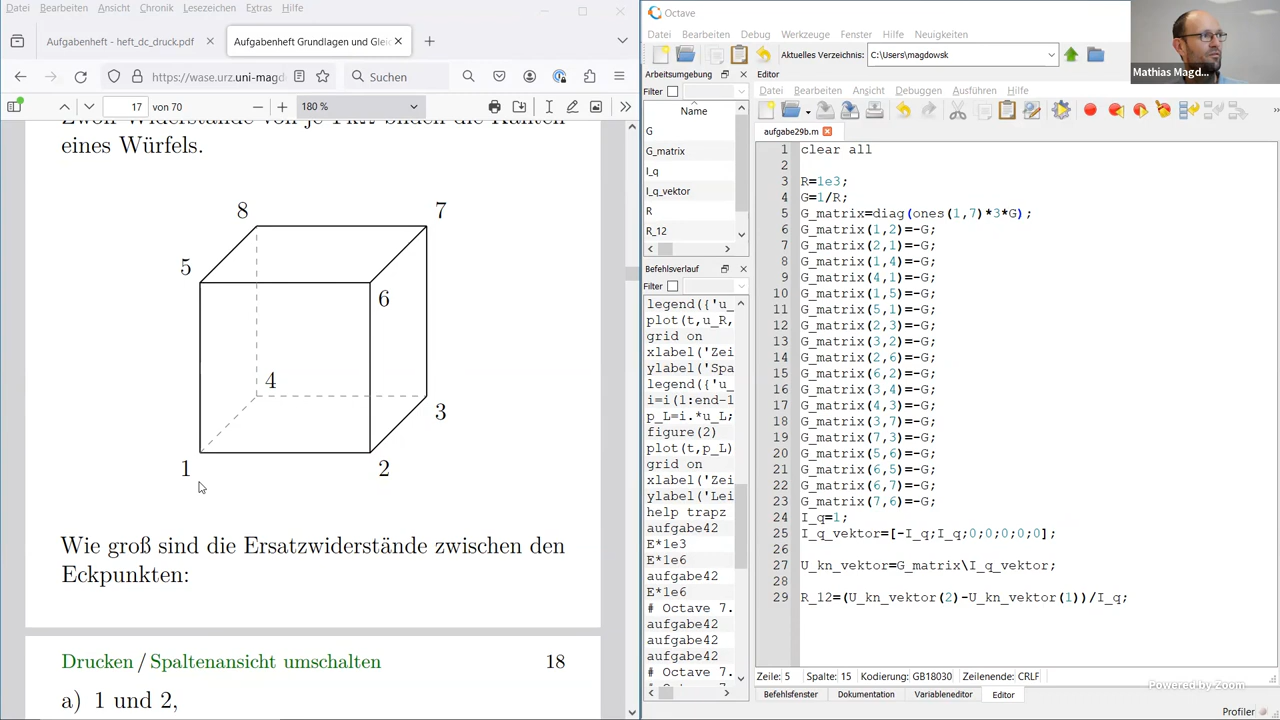 Datei Bearbeiten Ansicht Chronik Lesezeichen Extras Hilfe
Aufgabenheft Grundlagen und Glei
https://wase.urz.uni-magd
Suchen
17 von 70
180 %
eines Würfels.
8
7
5
6
4
3
1
2
Wie groß sind die Ersatzwiderstände zwischen den
Eckpunkten:
Drucken / Spaltenansicht umschalten 18
a) 1 und 2,
Octave
Datei Bearbeiten Debug Werkzeuge Fenster Hilfe Neuigkeiten
Aktuelles Verzeichnis: C:\Users\magdowsk
Arbeitsumgebung
Filter
Name
G
G_matrix
I_q
I_q_vektor
R
R_12
Befehlsverlauf
Filter
legend({'u_
plot(t,u_R,
grid on
xlabel('Zei
ylabel('Spa
legend({'u_
i=i(1:end-1
p_L=i.*u_L;
figure(2)
plot(t,p_L)
grid on
xlabel('Zei
ylabel('Lei
help trapz
aufgabe42
E*1e3
E*1e6
aufgabe42
E*1e6
# Octave 7.
aufgabe42
aufgabe42
aufgabe42
# Octave 7.
Editor
Datei Bearbeiten Ansicht Debuggen Ausführen Hilfe
aufgabe29b.m
1 clear all
2
3 R=1e3;
4 G=1/R;
5 G_matrix=diag(ones(1,7)*3*G);
6 G_matrix(1,2)=-G;
7 G_matrix(2,1)=-G;
8 G_matrix(1,4)=-G;
9 G_matrix(4,1)=-G;
10 G_matrix(1,5)=-G;
11 G_matrix(5,1)=-G;
12 G_matrix(2,3)=-G;
13 G_matrix(3,2)=-G;
14 G_matrix(2,6)=-G;
15 G_matrix(6,2)=-G;
16 G_matrix(3,4)=-G;
17 G_matrix(4,3)=-G;
18 G_matrix(3,7)=-G;
19 G_matrix(7,3)=-G;
20 G_matrix(5,6)=-G;
21 G_matrix(6,5)=-G;
22 G_matrix(6,7)=-G;
23 G_matrix(7,6)=-G;
24 I_q=1;
25 I_q_vektor=[-I_q;I_q;0;0;0;0;0];
26
27 U_kn_vektor=G_matrix\I_q_vektor;
28
29 R_12=(U_kn_vektor(2)-U_kn_vektor(1))/I_q;
Zeile: 5 Spalte: 15 Kodierung: GB18030 Zeilenende: CRLF
Befehlsfenster Dokumentation Variableneditor Editor
Profiler
Mathias Magd...
Powered by Zoom